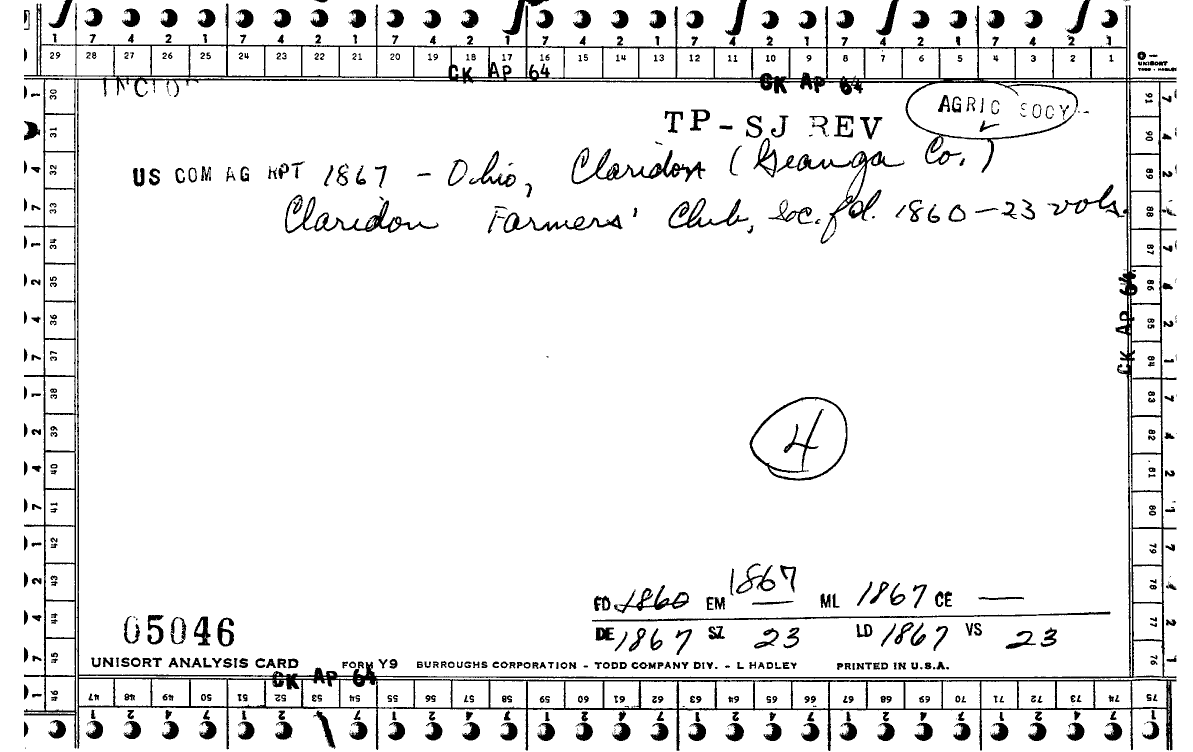 1 7 4 2 1 7 4 2 1 7 4 2 1 7 4 2 1 7 4 2 1 7 4 2 1 7 4 2 1
29 28 27 26 25 24 23 22 21 20 19 18 17 16 15 14 13 12 11 10 9 8 7 6 5 4 3 2 1
CK AP 64 CK AP 64
UNISORT
TODD - HADLEY
AGRIC SOCY
TP-SJ REV
US COM AG RPT 1867 - Ohio, Claridon (Geauga Co.)
Claridon Farmers' Club, Soc. fd. 1860-23 vols.
30 31 32 33 34 35 36 37 38 39 40 41 42 43 44 45 46
91 90 89 88 87 86 85 84 83 82 81 80 79 78 77 76
CK AP 64
4
FD 1860 EM 1867 ML 1867 CE —
DE 1867 SZ 23 LD 1867 VS 23
05046
UNISORT ANALYSIS CARD FORM Y9 BURROUGHS CORPORATION - TODD COMPANY DIV. - L HADLEY PRINTED IN U.S.A.
CK AP 64
47 48 49 50 51 52 53 54 55 56 57 58 59 60 61 62 63 64 65 66 67 68 69 70 71 72 73 74 75